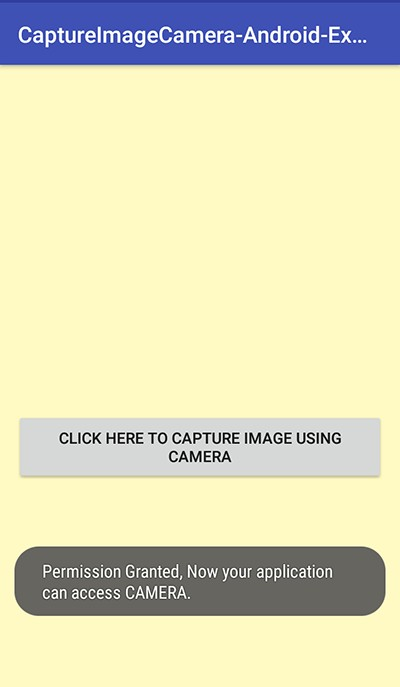 CaptureImageCamera-Android-Ex...
CLICK HERE TO CAPTURE IMAGE USING
CAMERA
Permission Granted, Now your application
can access CAMERA.